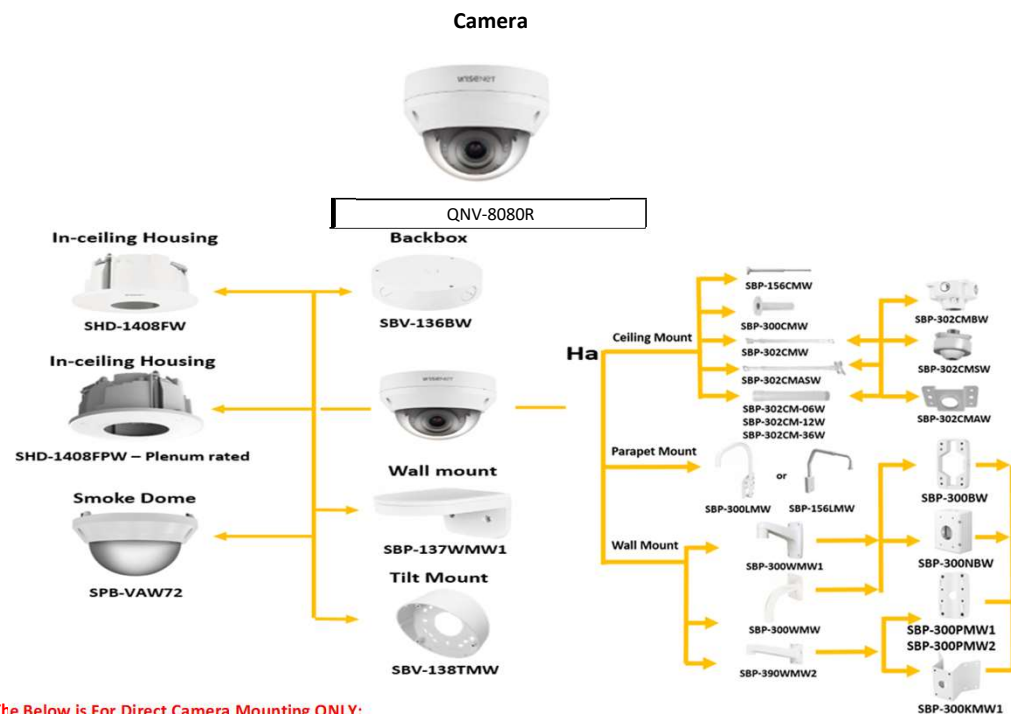 Camera
WISENET
QNV-8080R
In-ceiling Housing
SHD-1408FW
In-ceiling Housing
SHD-1408FPW – Plenum rated
Smoke Dome
SPB-VAW72
Backbox
SBV-136BW
WISENET
Wall mount
SBP-137WMW1
Tilt Mount
SBV-138TMW
Ha
Ceiling Mount
SBP-156CMW
SBP-300CMW
SBP-302CMW
SBP-302CMASW
SBP-302CM-06W
SBP-302CM-12W
SBP-302CM-36W
SBP-302CMBW
SBP-302CMSW
SBP-302CMAW
Parapet Mount
SBP-300LMW
or
SBP-156LMW
Wall Mount
SBP-300WMW1
SBP-300WMW
SBP-390WMW2
SBP-300BW
SBP-300NBW
SBP-300PMW1
SBP-300PMW2
SBP-300KMW1
The Below is For Direct Camera Mounting ONLY: